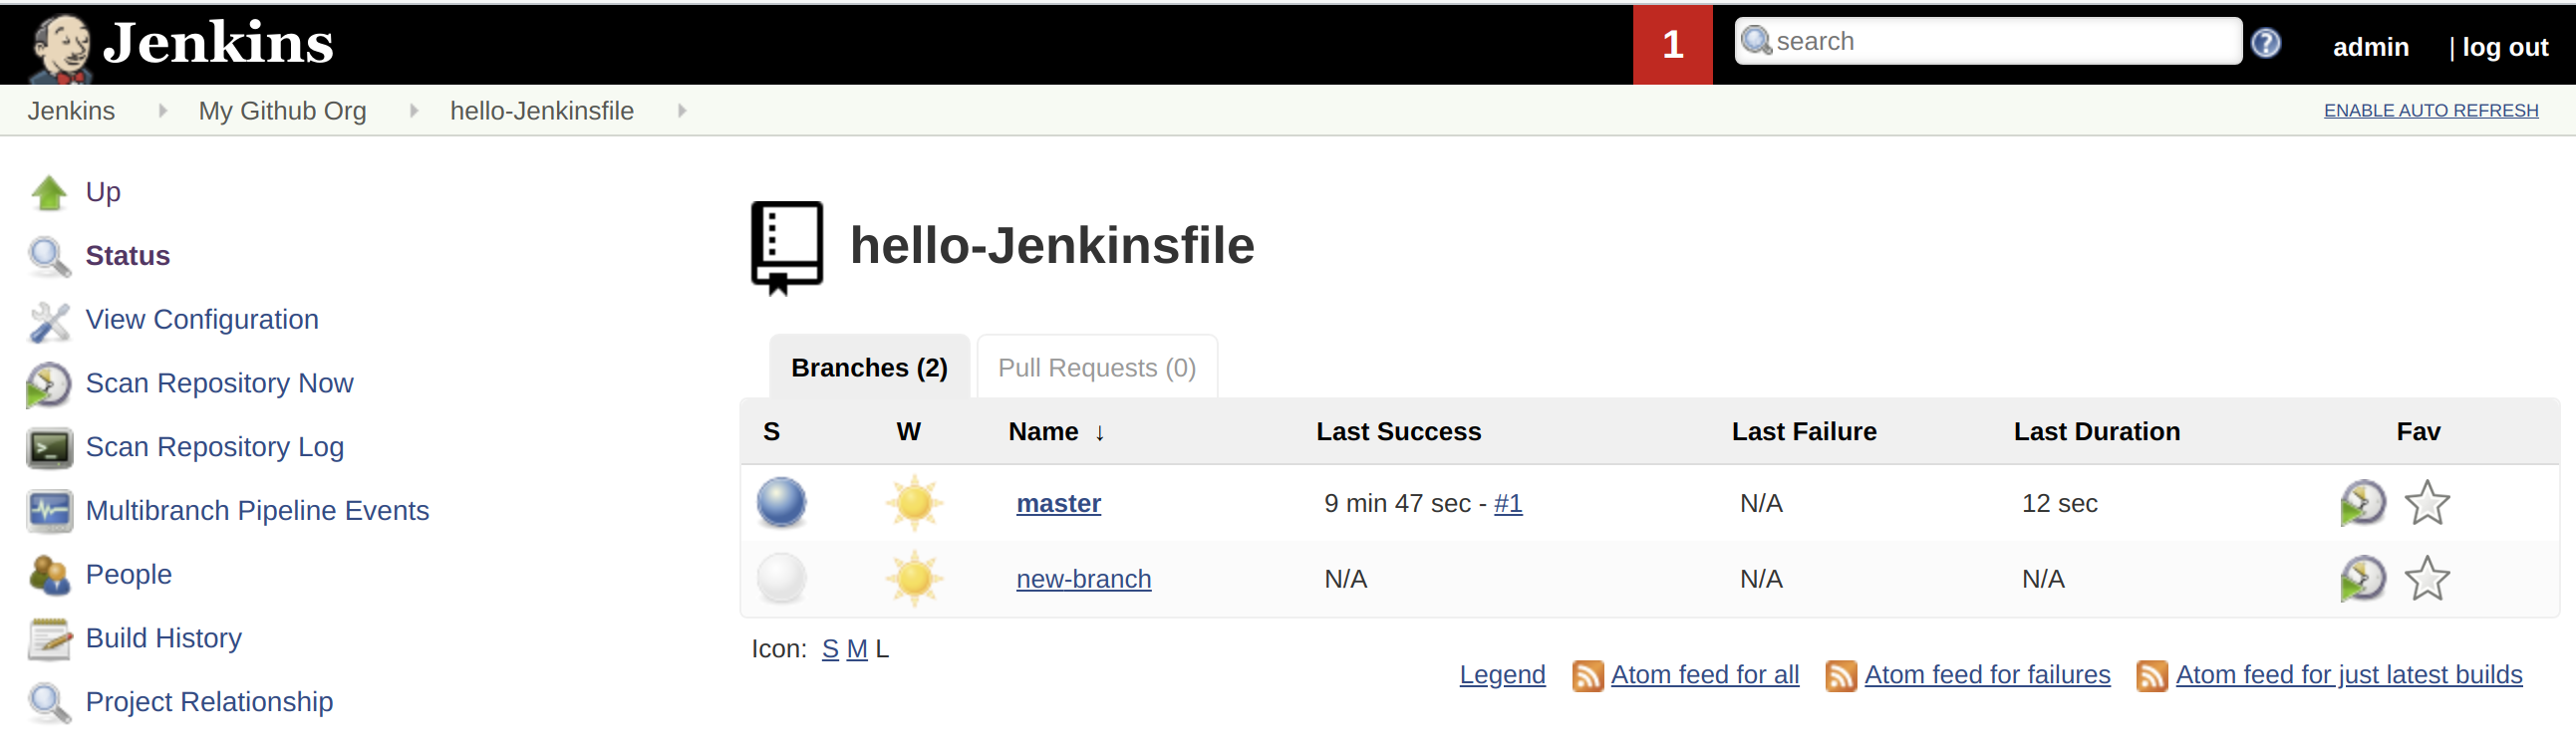 Jenkins
1
search
admin | log out
Jenkins My Github Org hello-Jenkinsfile
ENABLE AUTO REFRESH
Up
Status
View Configuration
Scan Repository Now
Scan Repository Log
Multibranch Pipeline Events
People
Build History
Project Relationship
hello-Jenkinsfile
Branches (2) Pull Requests (0)
S W Name ↓ Last Success Last Failure Last Duration Fav
master 9 min 47 sec - #1 N/A 12 sec
new-branch N/A N/A N/A
Icon: S M L
Legend Atom feed for all Atom feed for failures Atom feed for just latest builds